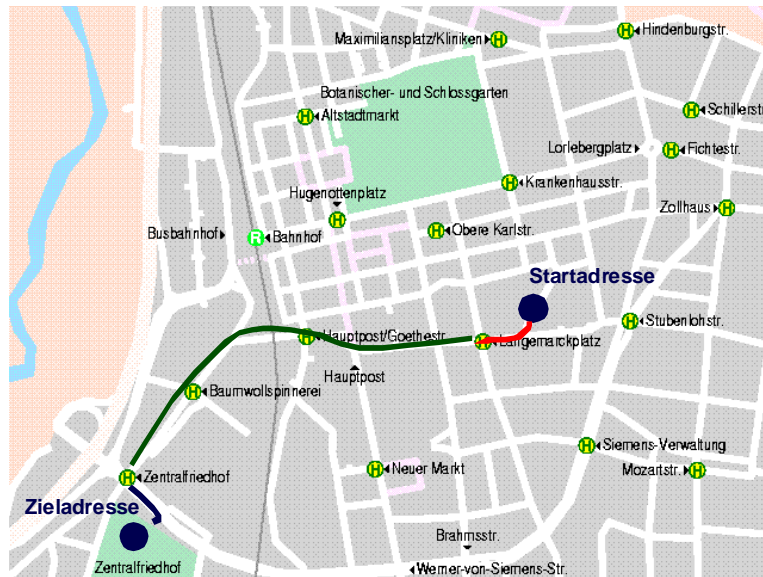 Hindenburgstr.
Maximiliansplatz/Kliniken
Botanischer- und Schlossgarten
Schillerstr
H Altstadtmarkt
Lorlebergplatz
Fichtestr.
Krankenhausstr.
Hugenottenplatz
Zollhaus
Busbahnhof
R Bahnhof
Obere Karlstr.
Startadresse
Stubenlohstr.
Hauptpost/Goethestr.
Langemarckplatz
Hauptpost
Baumwollspinnerei
Siemens-Verwaltung
Neuer Markt
Mozartstr.
Zentralfriedhof
Zieladresse
Brahmsstr.
Zentralfriedhof
Werner-von-Siemens-Str.